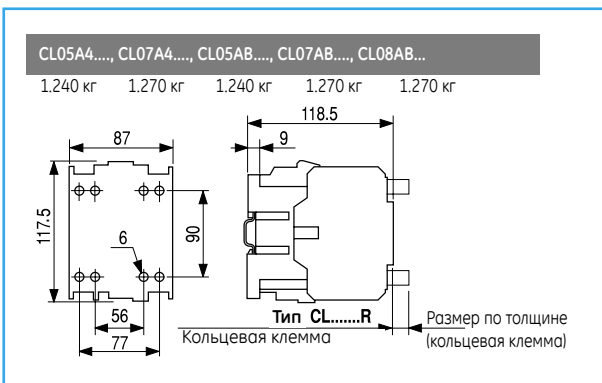 CL05A4...., CL07A4...., CL05AB...., CL07AB...., CL08AB...
1.240 кг 1.270 кг 1.240 кг 1.270 кг 1.270 кг
118.5
87
9
117.5
6
90
56
77
Тип CL.......R
Кольцевая клемма
Размер по толщине
(кольцевая клемма)